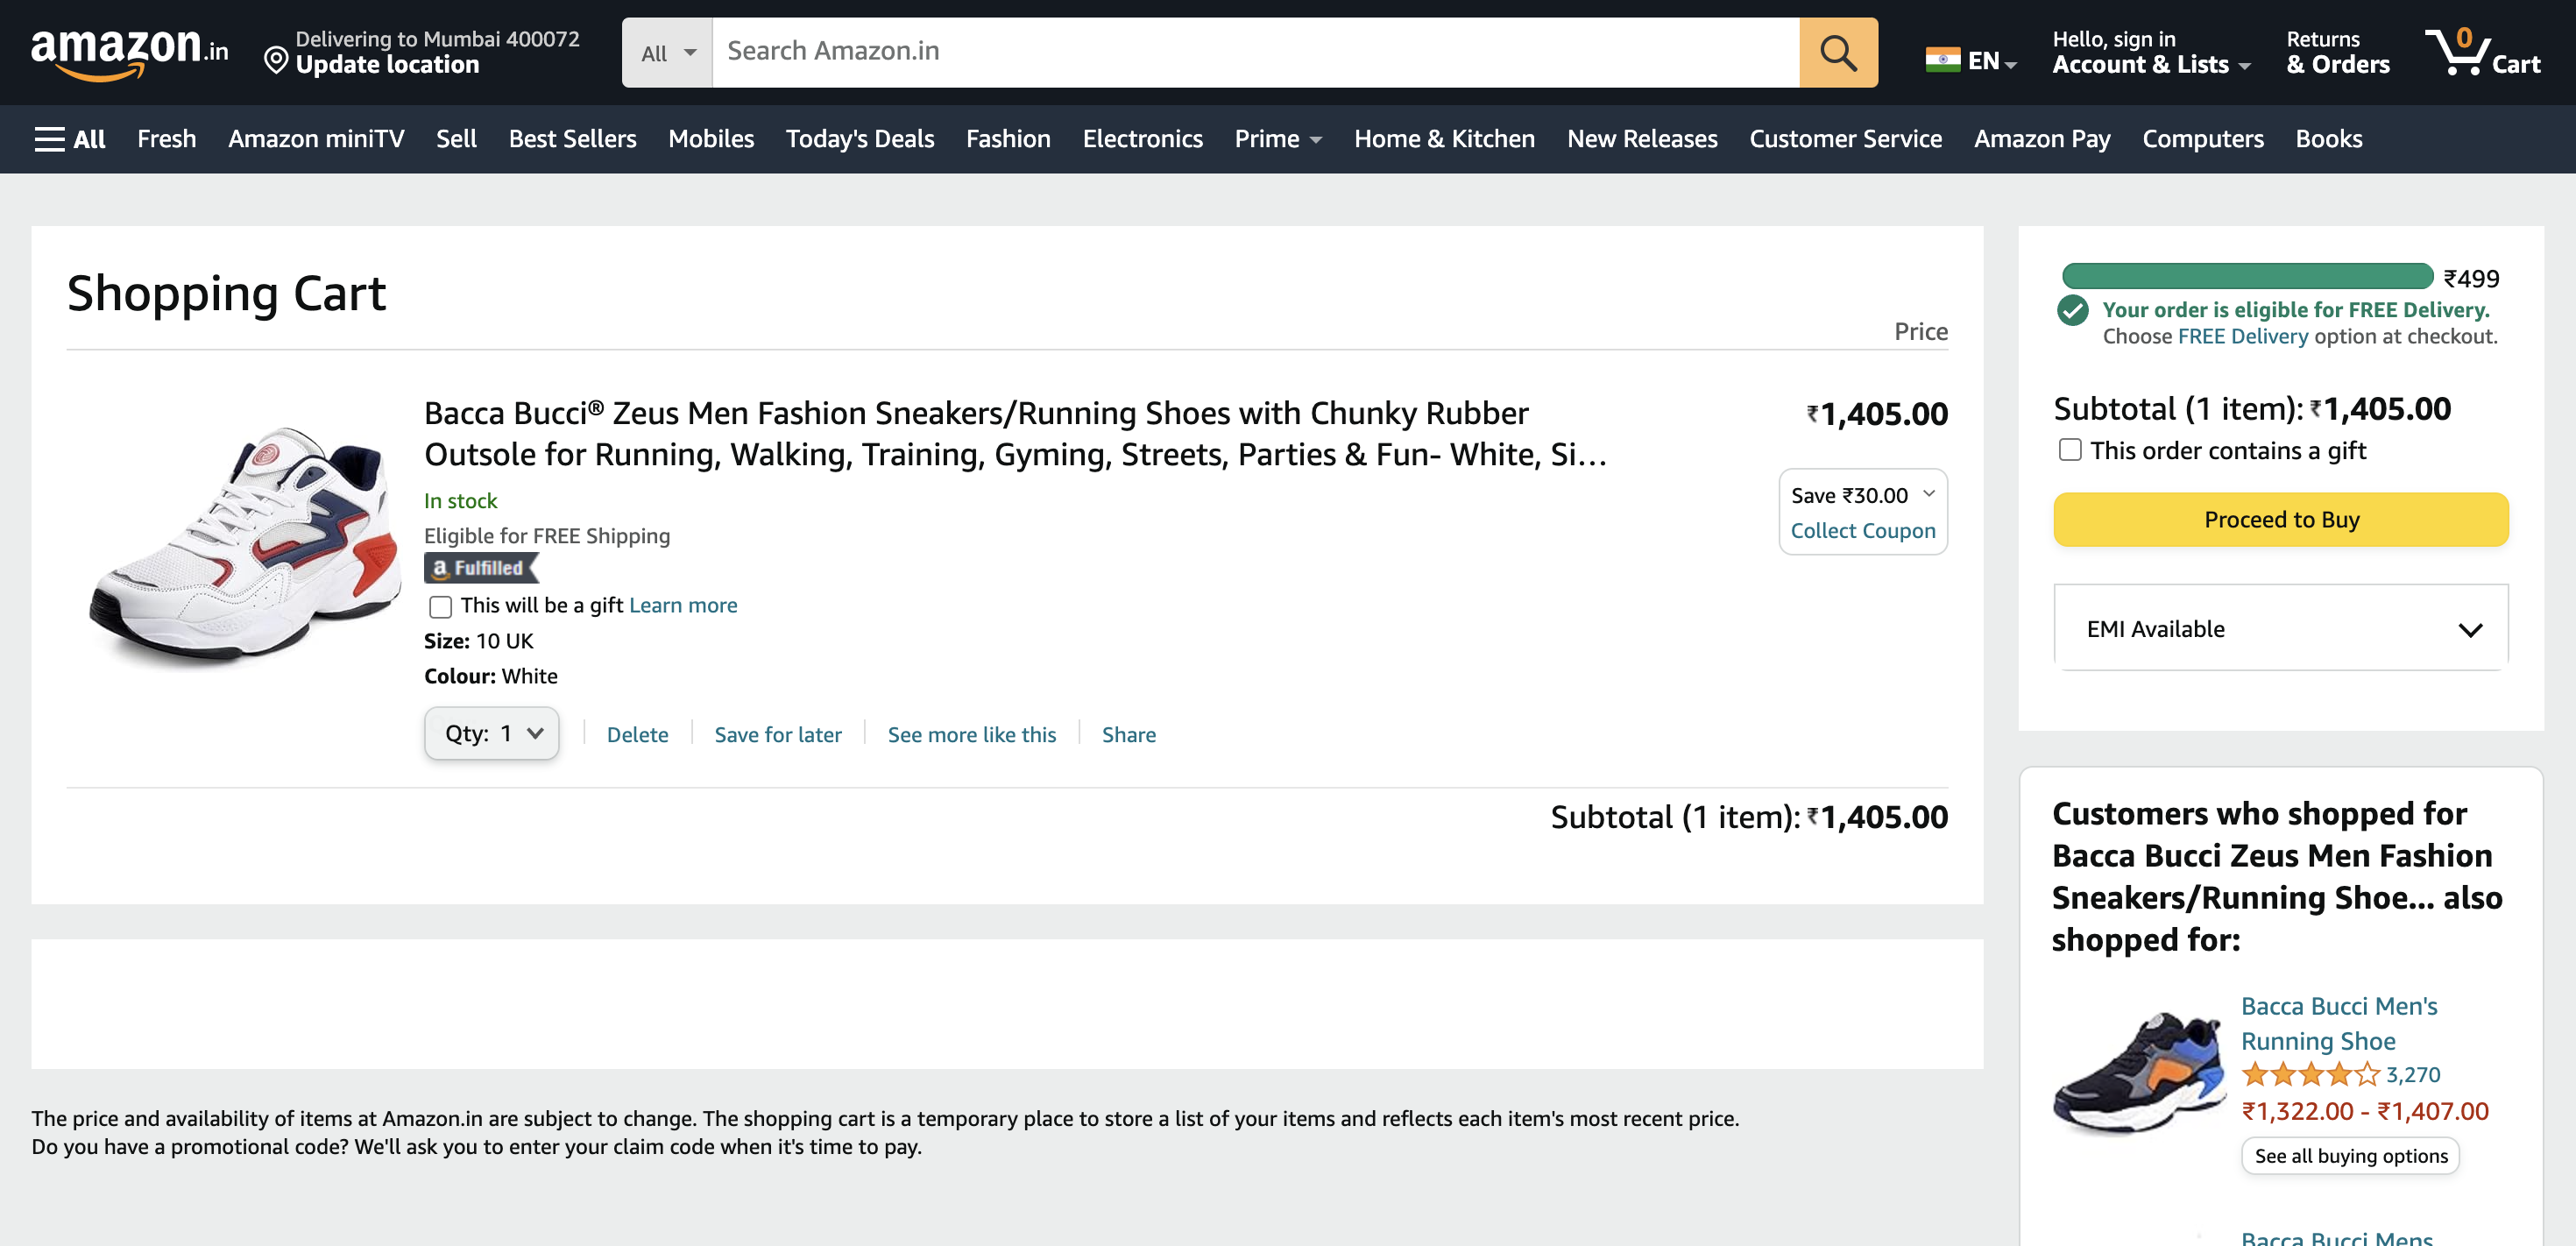 amazon.in
Delivering to Mumbai 400072
Update location
All
Search Amazon.in
EN
Hello, sign in
Account & Lists
Returns
& Orders
0
Cart
All
Fresh
Amazon miniTV
Sell
Best Sellers
Mobiles
Today's Deals
Fashion
Electronics
Prime
Home & Kitchen
New Releases
Customer Service
Amazon Pay
Computers
Books
Shopping Cart
Price
Bacca Bucci® Zeus Men Fashion Sneakers/Running Shoes with Chunky Rubber
Outsole for Running, Walking, Training, Gyming, Streets, Parties & Fun- White, Si…
₹1,405.00
In stock
Eligible for FREE Shipping
a Fulfilled
Save ₹30.00
Collect Coupon
This will be a gift Learn more
Size: 10 UK
Colour: White
Qty: 1
Delete
Save for later
See more like this
Share
Subtotal (1 item): ₹1,405.00
The price and availability of items at Amazon.in are subject to change. The shopping cart is a temporary place to store a list of your items and reflects each item's most recent price.
Do you have a promotional code? We'll ask you to enter your claim code when it's time to pay.
₹499
Your order is eligible for FREE Delivery.
Choose FREE Delivery option at checkout.
Subtotal (1 item): ₹1,405.00
This order contains a gift
Proceed to Buy
EMI Available
Customers who shopped for
Bacca Bucci Zeus Men Fashion
Sneakers/Running Shoe... also
shopped for:
Bacca Bucci Men's
Running Shoe
3,270
₹1,322.00 - ₹1,407.00
See all buying options
Bacca Bucci Mens